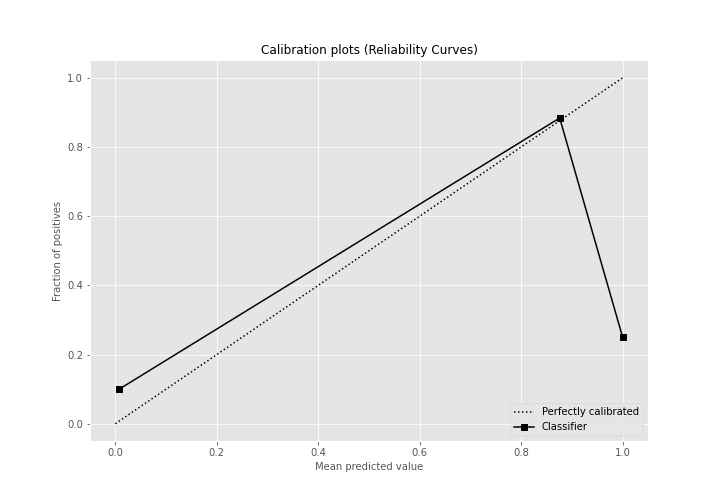 Calibration plots (Reliability Curves)
1.0
0.8
0.6
0.4
0.2
0.0
Fraction of positives
0.0 0.2 0.4 0.6 0.8 1.0
Mean predicted value
Perfectly calibrated
Classifier